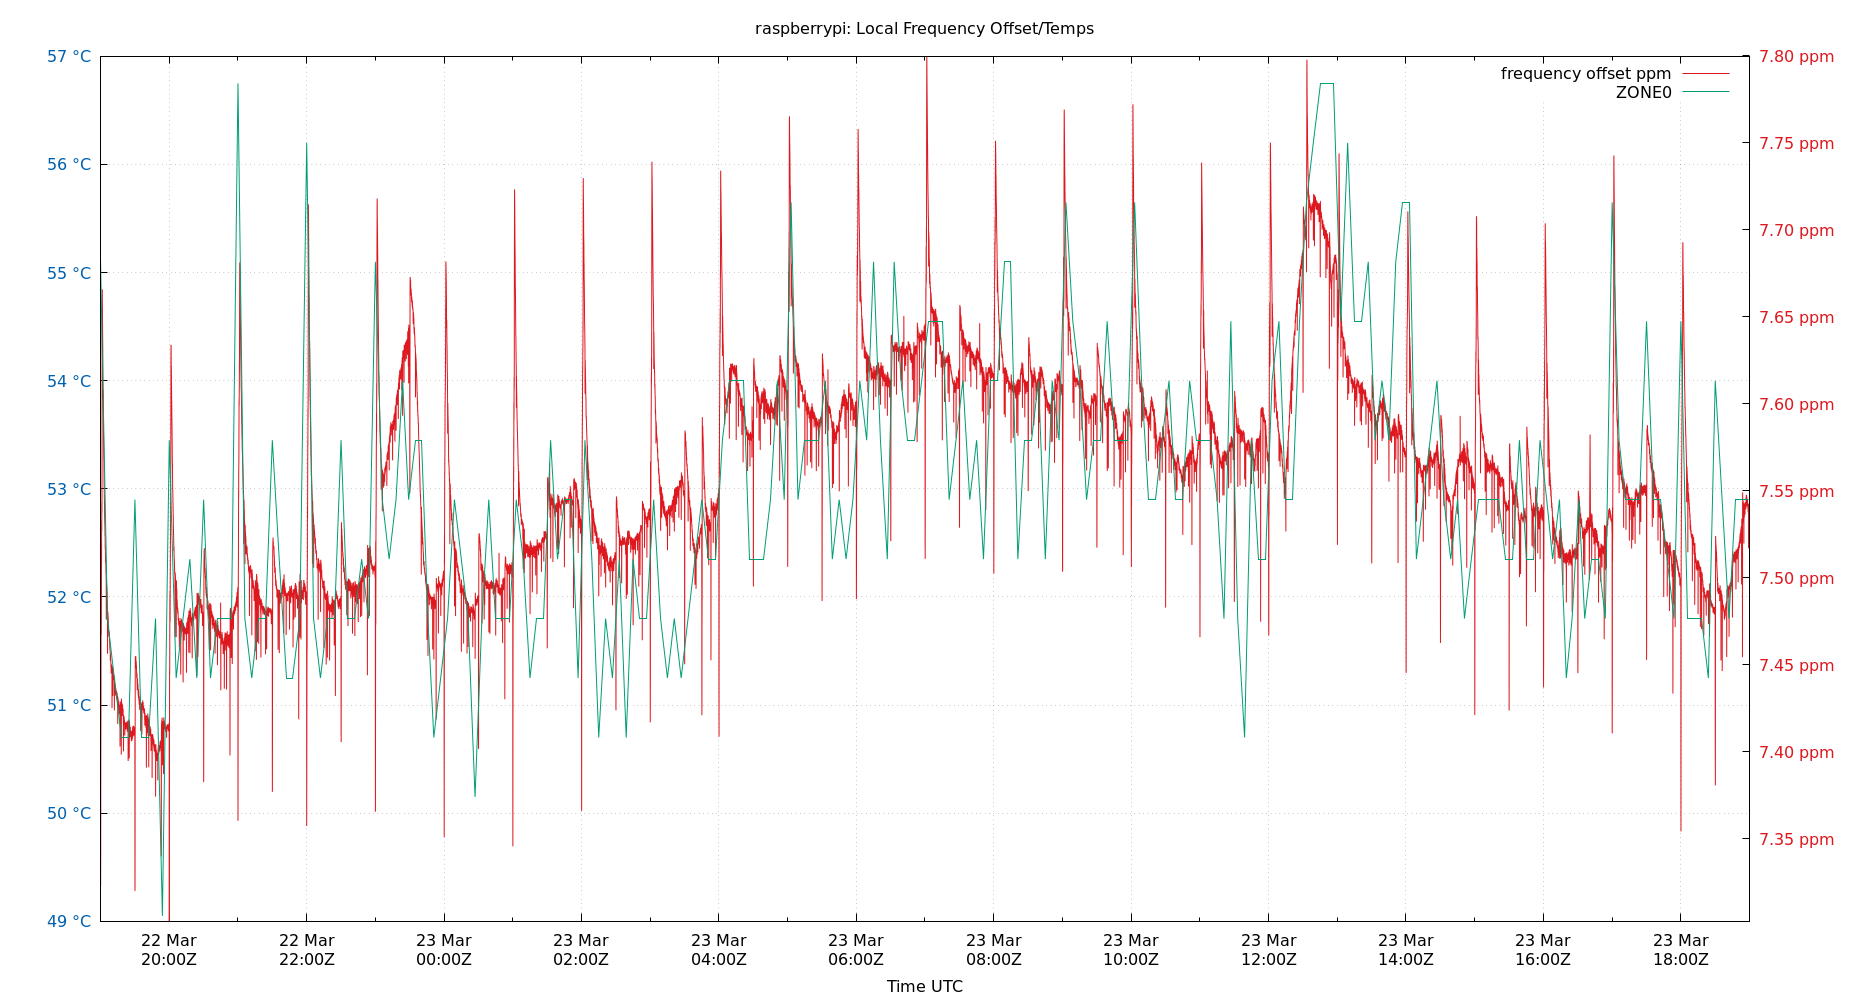 raspberrypi: Local Frequency Offset/Temps
57 °C
56 °C
55 °C
54 °C
53 °C
52 °C
51 °C
50 °C
49 °C
7.80 ppm
7.75 ppm
7.70 ppm
7.65 ppm
7.60 ppm
7.55 ppm
7.50 ppm
7.45 ppm
7.40 ppm
7.35 ppm
frequency offset ppm
ZONE0
22 Mar
20:00Z
22 Mar
22:00Z
23 Mar
00:00Z
23 Mar
02:00Z
23 Mar
04:00Z
23 Mar
06:00Z
23 Mar
08:00Z
23 Mar
10:00Z
23 Mar
12:00Z
23 Mar
14:00Z
23 Mar
16:00Z
23 Mar
18:00Z
Time UTC